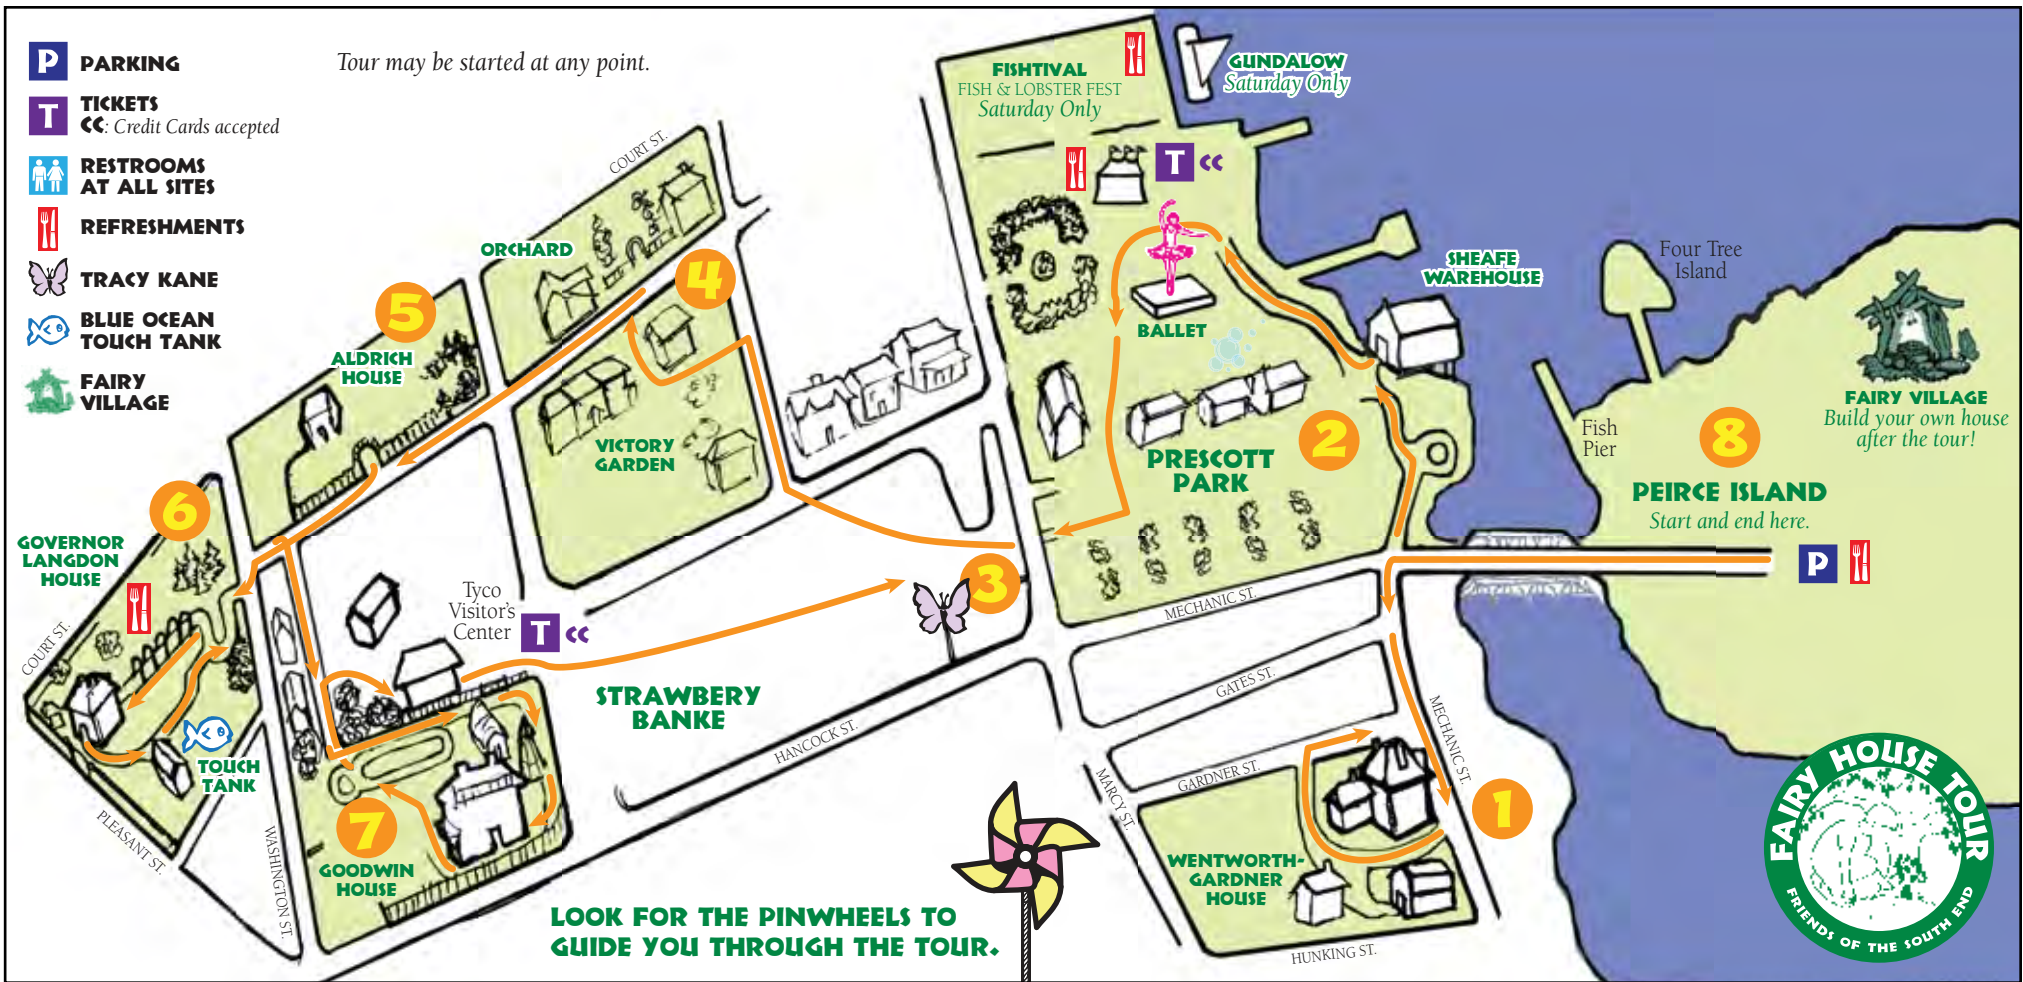 P PARKING
T TICKETS
CC: Credit Cards accepted
RESTROOMS
AT ALL SITES
REFRESHMENTS
TRACY KANE
BLUE OCEAN
TOUCH TANK
FAIRY
VILLAGE
Tour may be started at any point.
FISHTIVAL
FISH & LOBSTER FEST
Saturday Only
GUNDALOW
Saturday Only
T CC
BALLET
SHEAFE
WAREHOUSE
Four Tree
Island
FAIRY VILLAGE
Build your own house
after the tour!
Fish
Pier
8
PEIRCE ISLAND
Start and end here.
P
2
PRESCOTT
PARK
COURT ST.
ORCHARD
4
5
ALDRICH
HOUSE
VICTORY
GARDEN
6
GOVERNOR
LANGDON
HOUSE
COURT ST.
Tyco
Visitor's
Center
T CC
3
MECHANIC ST.
GATES ST.
STRAWBERY
BANKE
HANCOCK ST.
MECHANIC ST.
GARDNER ST.
MARCY ST.
TOUCH
TANK
PLEASANT ST.
WASHINGTON ST.
7
GOODWIN
HOUSE
1
WENTWORTH-
GARDNER
HOUSE
HUNKING ST.
LOOK FOR THE PINWHEELS TO
GUIDE YOU THROUGH THE TOUR.
FAIRY HOUSE TOUR
FRIENDS OF THE SOUTH END